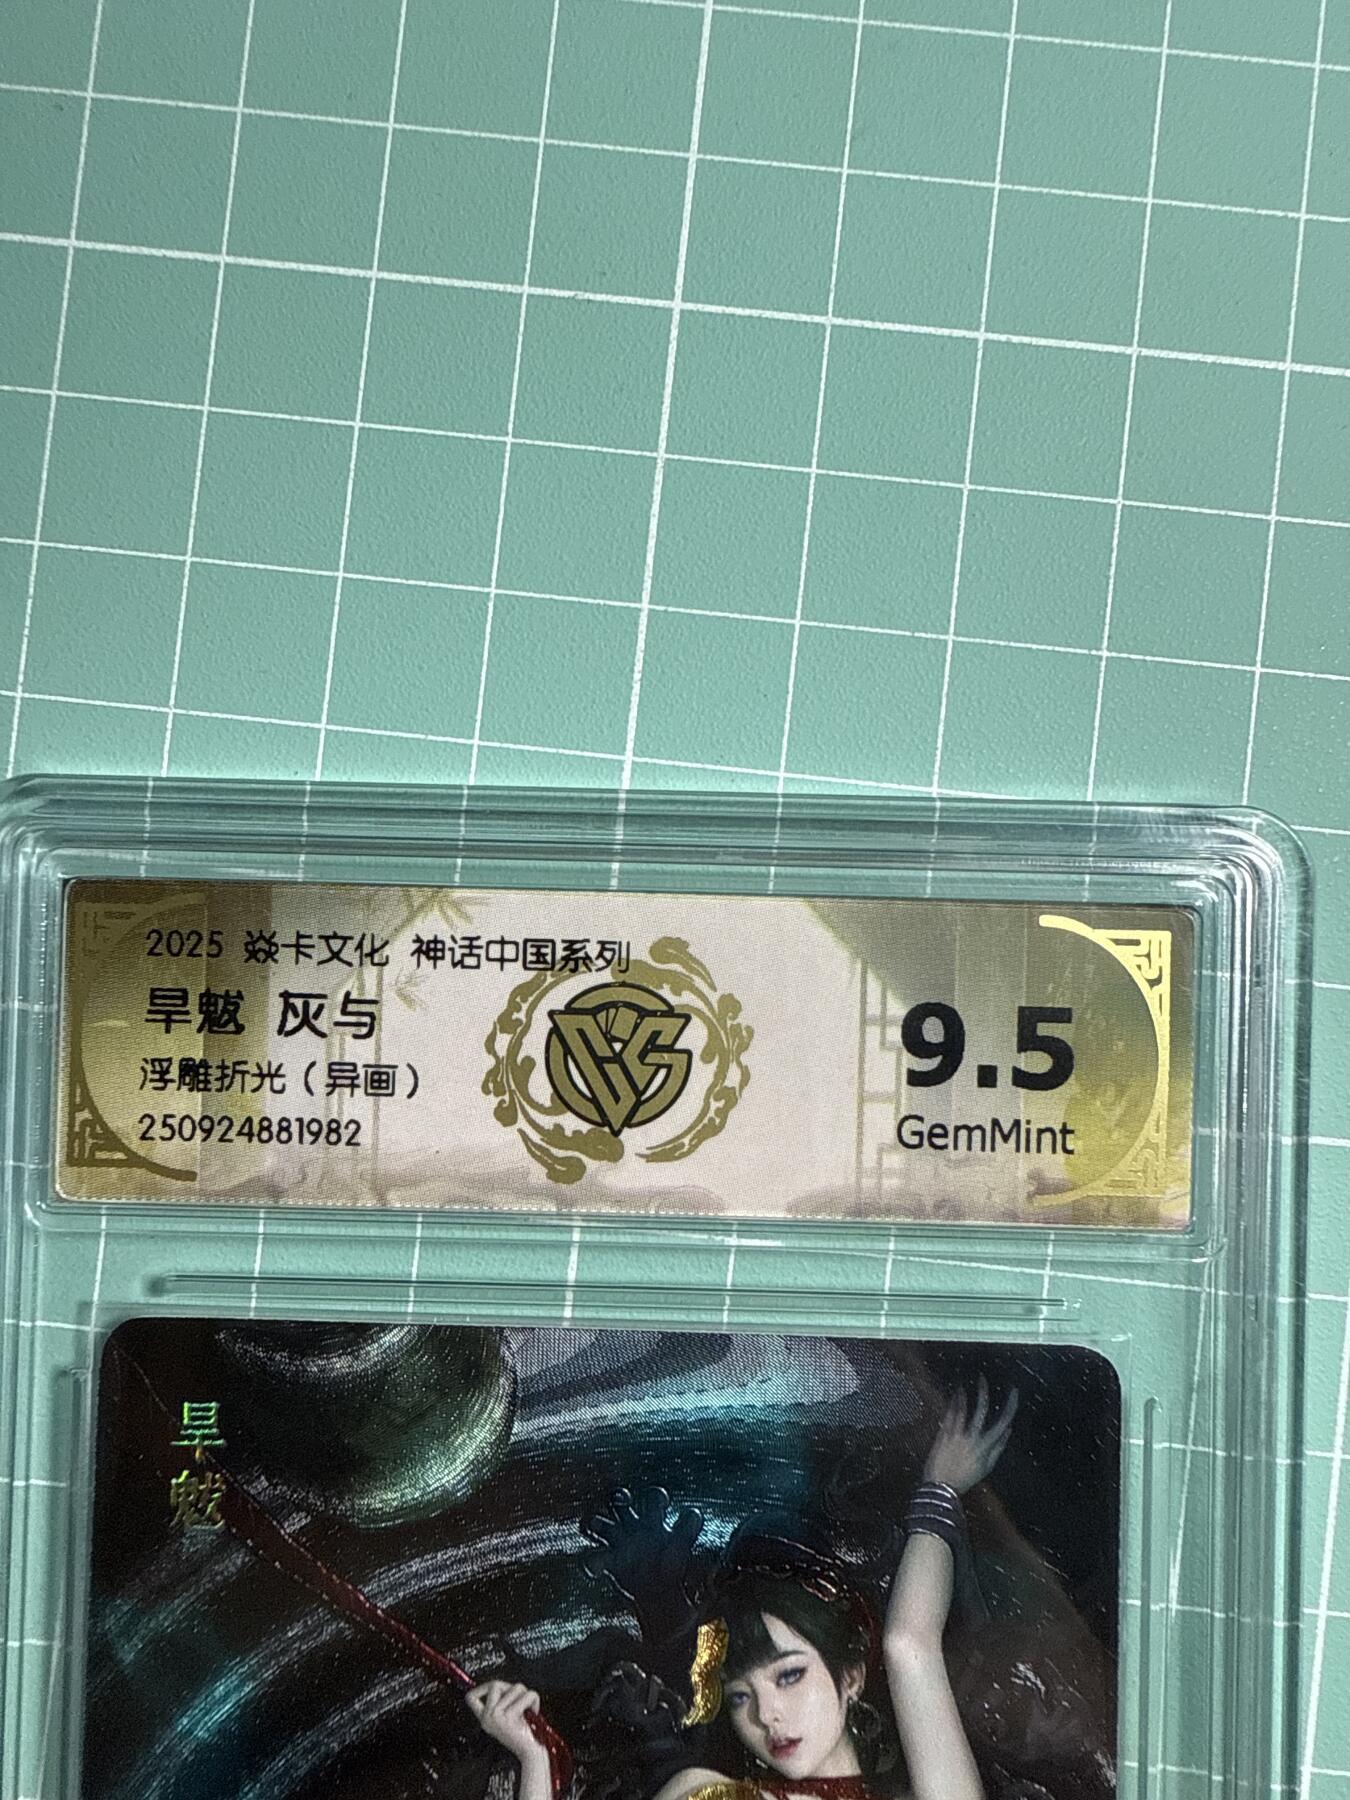 2025 焱卡文化 神话中国系列
旱魃 灰与
浮雕折光（异画）
250924881982
9.5
GemMint
旱魃